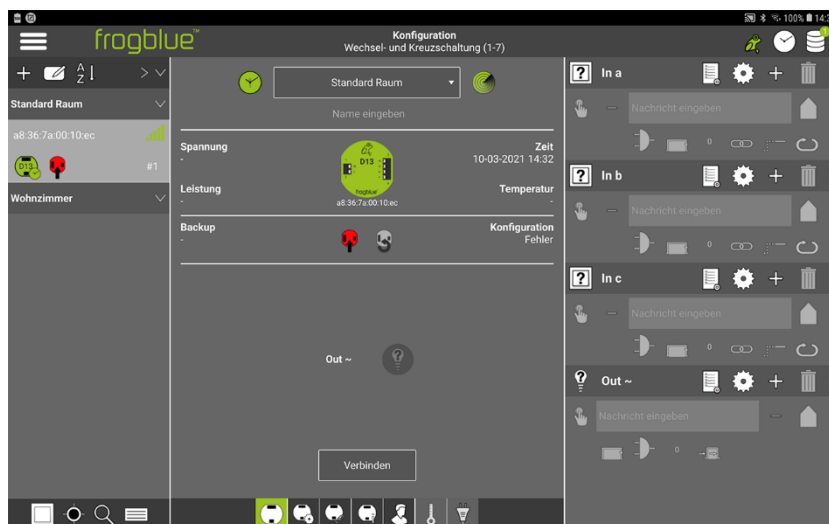 100% 14:3
frogblue™
Konfiguration
Wechsel- und Kreuzschaltung (1-7)
1
A
Z
Standard Raum
a8:36:7a:00:10:ec
D13
#1
Wohnzimmer
Standard Raum
Name eingeben
Spannung
-
Zeit
10-03-2021 14:32
D13
frogblue
a8:36:7a:00:10:ec
Leistung
-
Temperatur
-
Backup
-
Konfiguration
Fehler
Out ~
Verbinden
In a
Nachricht eingeben
0
In b
Nachricht eingeben
0
In c
Nachricht eingeben
0
Out ~
Nachricht eingeben
0